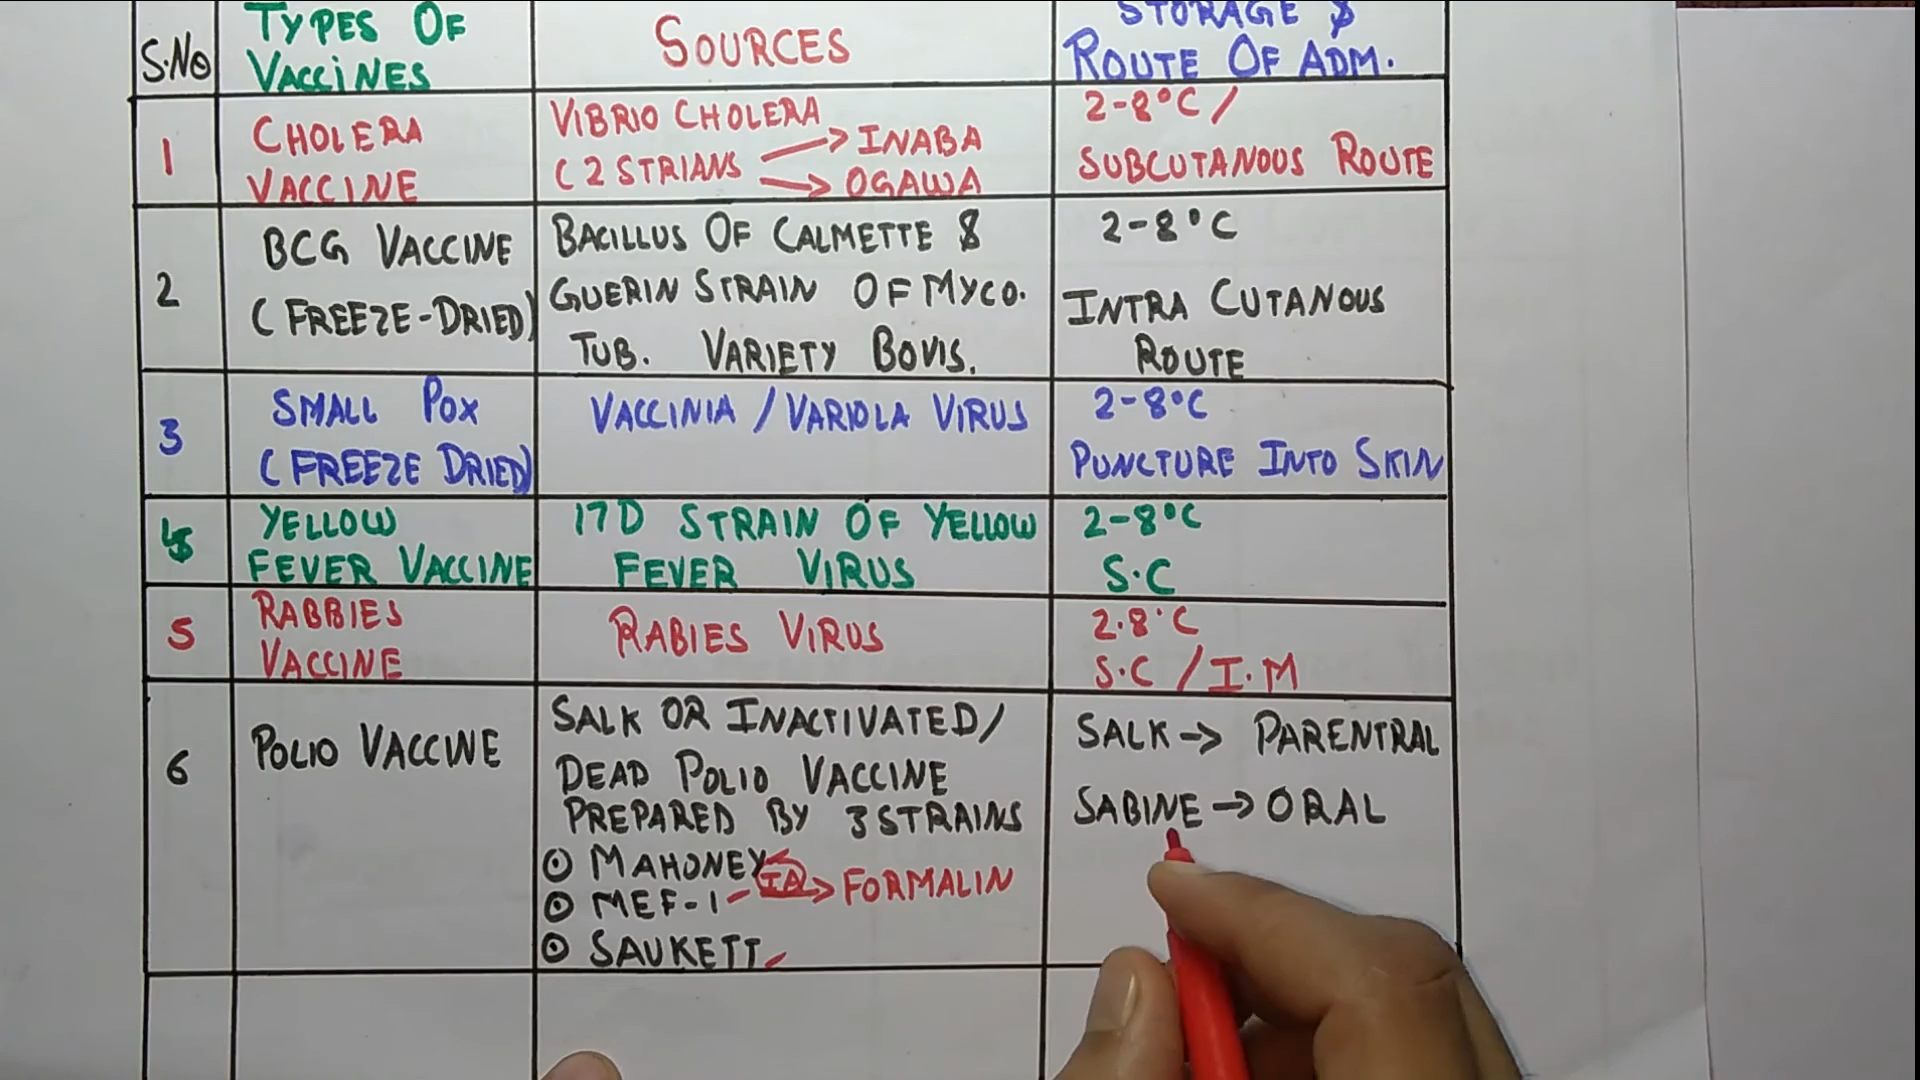 S.NO
TYPES OF
VACCINES
SOURCES
STORAGE &
ROUTE OF ADM.
1
CHOLERA
VACCINE
VIBRIO CHOLERA
( 2 STRIANS
INABA
OGAWA
2-8°C /
SUBCUTANOUS ROUTE
2
BCG VACCINE
( FREEZE-DRIED)
BACILLUS OF CALMETTE &
GUERIN STRAIN OF MYCO.
TUB. VARIETY BOVIS.
2-8°C
INTRA CUTANOUS
ROUTE
3
SMALL POX
( FREEZE DRIED)
VACCINIA / VARIOLA VIRUS
2-8°C
PUNCTURE INTO SKIN
YELLOW
FEVER VACCINE
17D STRAIN OF YELLOW
FEVER VIRUS
2-8°C
S.C
5
RABBIES
VACCINE
RABIES VIRUS
2.8°C
S.C / I.M
6
POLIO VACCINE
SALK OR INACTIVATED/
DEAD POLIO VACCINE
PREPARED BY 3 STRAINS
MAHONEY
MEF-1
SAUKETT
IA
FORMALIN
SALK → PARENTRAL
SABINE → ORAL